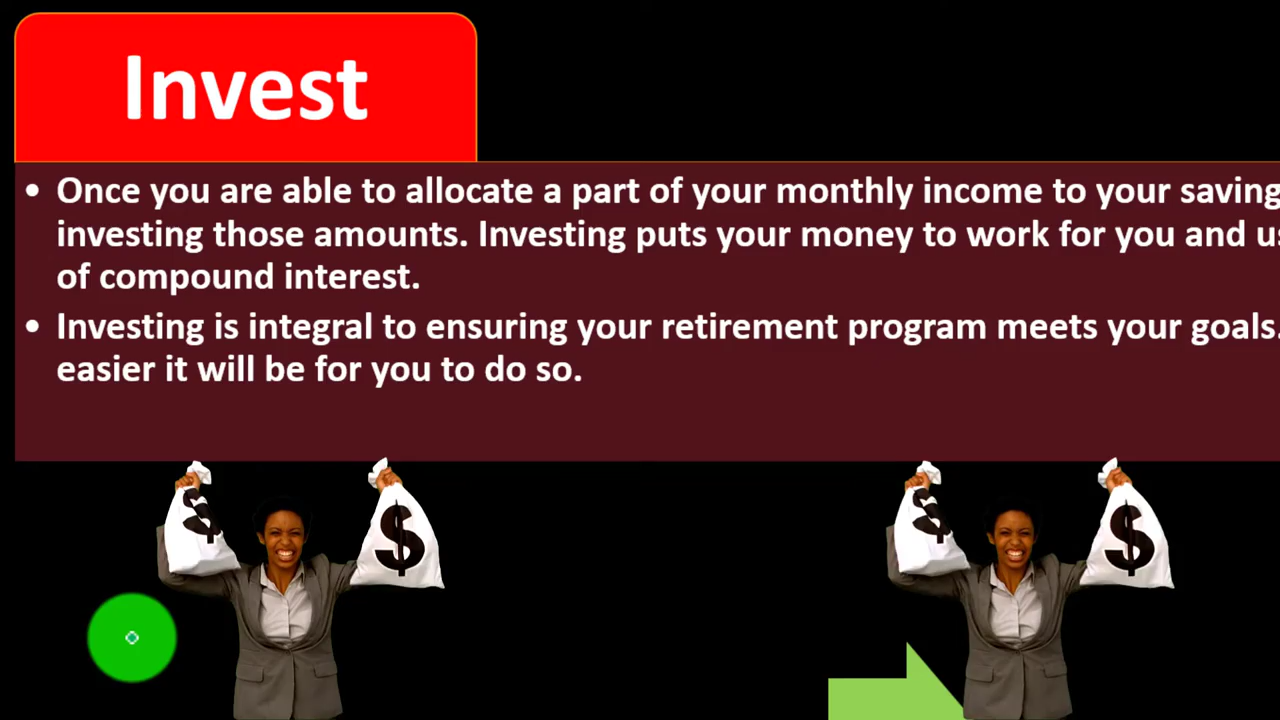 Invest
• Once you are able to allocate a part of your monthly income to your saving
investing those amounts. Investing puts your money to work for you and us
of compound interest.
• Investing is integral to ensuring your retirement program meets your goals.
easier it will be for you to do so.
$ $ $ $